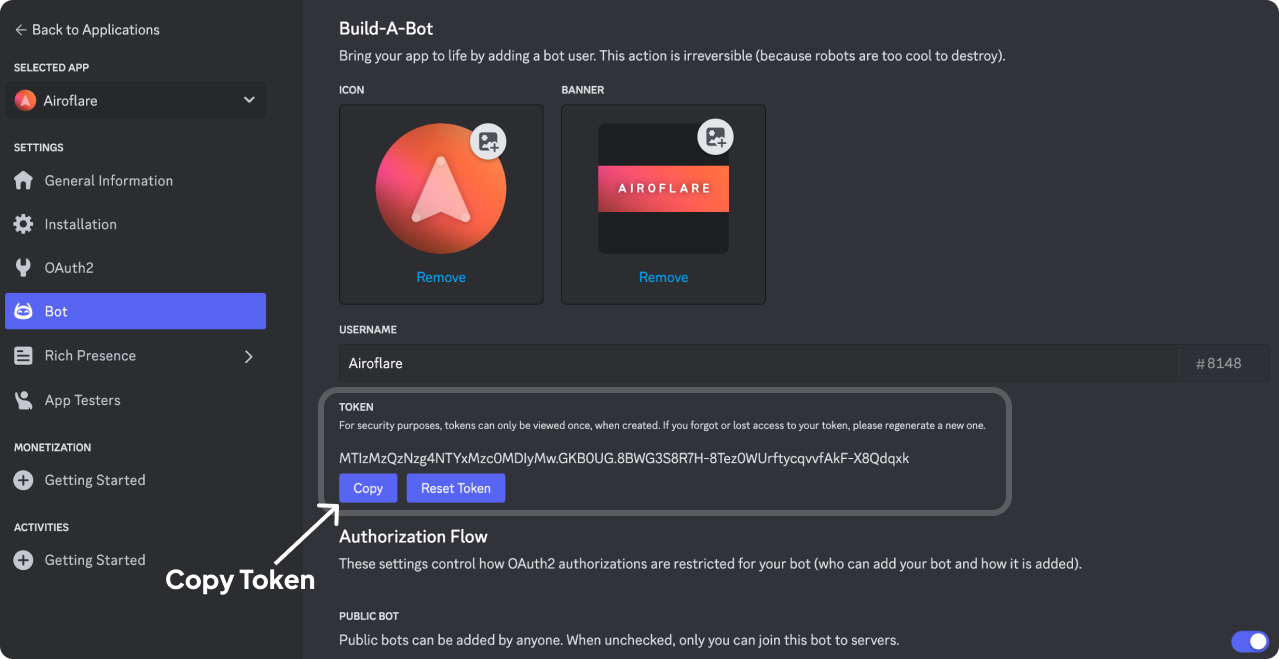 Back to Applications
SELECTED APP
Airoflare
SETTINGS
General Information
Installation
OAuth2
Bot
Rich Presence
App Testers
MONETIZATION
Getting Started
ACTIVITIES
Getting Started
Build-A-Bot
Bring your app to life by adding a bot user. This action is irreversible (because robots are too cool to destroy).
ICON
BANNER
AIROFLARE
Remove
Remove
USERNAME
Airoflare
#8148
TOKEN
For security purposes, tokens can only be viewed once, when created. If you forgot or lost access to your token, please regenerate a new one.
MTIzMzQzNzg4NTYxMzc0MDIyMw.GKB0UG.8BWG3S8R7H-8Tez0WUrftycqvvfAkF-X8Qdqxk
Copy
Reset Token
Copy Token
Authorization Flow
These settings control how OAuth2 authorizations are restricted for your bot (who can add your bot and how it is added).
PUBLIC BOT
Public bots can be added by anyone. When unchecked, only you can join this bot to servers.